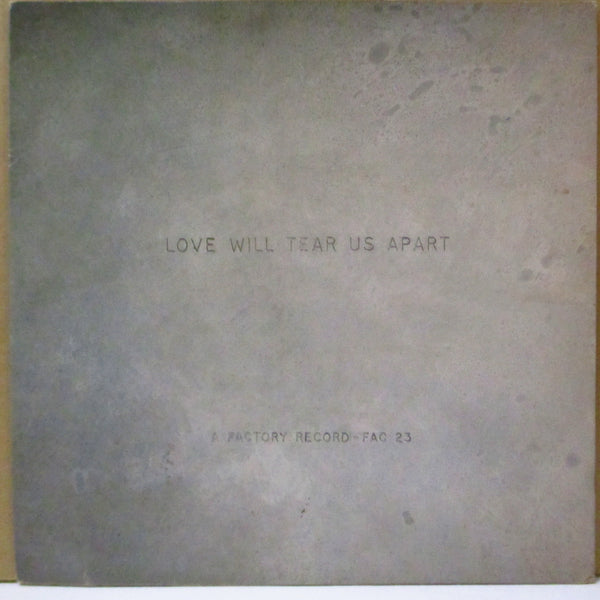 LOVE WILL TEAR US APART
A FACTORY RECORD-FAC 23